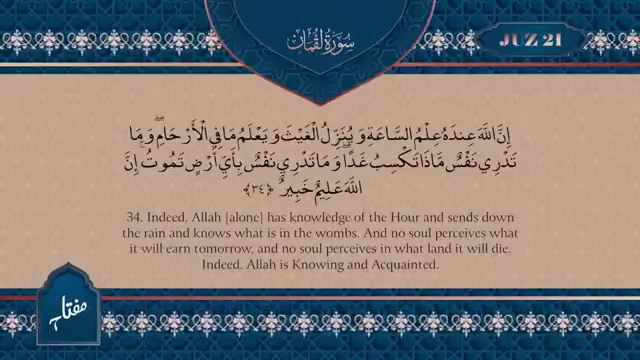 سورة لقمان
JUZ 21
إِنَّ اللَّهَ عِندَهُ عِلْمُ السَّاعَةِ وَيُنَزِّلُ الْغَيْثَ وَيَعْلَمُ مَا فِي الْأَرْحَامِ ۖ وَمَا
تَدْرِي نَفْسٌ مَّاذَا تَكْسِبُ غَدًا ۖ وَمَا تَدْرِي نَفْسٌ بِأَيِّ أَرْضٍ تَمُوتُ ۚ إِنَّ
اللَّهَ عَلِيمٌ خَبِيرٌ ﴿٣٤﴾
34. Indeed, Allah [alone] has knowledge of the Hour and sends down
the rain and knows what is in the wombs. And no soul perceives what
it will earn tomorrow, and no soul perceives in what land it will die.
Indeed, Allah is Knowing and Acquainted.
مفتاح